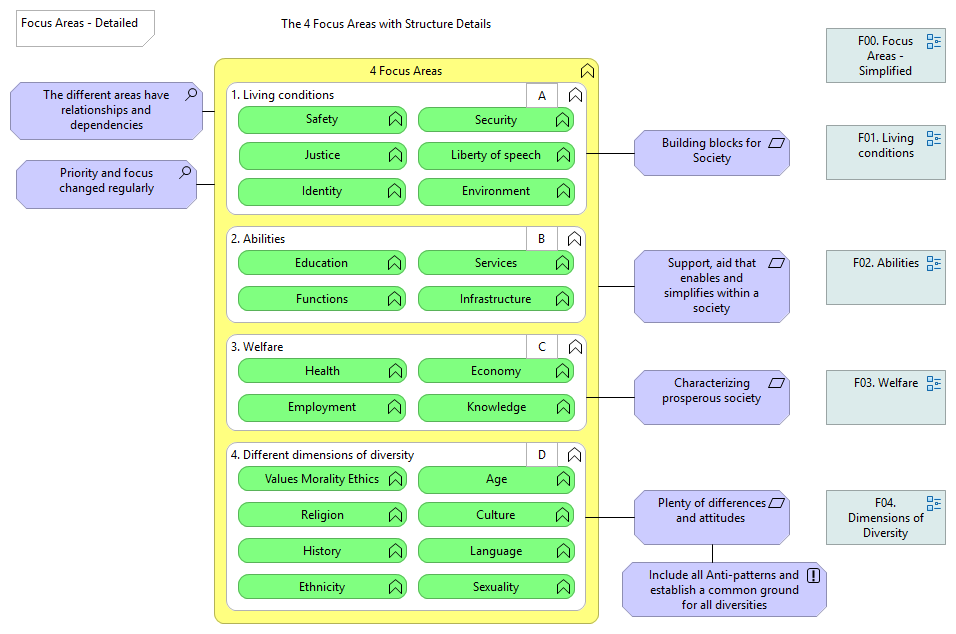 Focus Areas - Detailed
The 4 Focus Areas with Structure Details
The different areas have
relationships and
dependencies
Priority and focus
changed regularly
4 Focus Areas
1. Living conditions
A
Safety
Security
Justice
Liberty of speech
Identity
Environment
2. Abilities
B
Education
Services
Functions
Infrastructure
3. Welfare
C
Health
Economy
Employment
Knowledge
4. Different dimensions of diversity
D
Values Morality Ethics
Age
Religion
Culture
History
Language
Ethnicity
Sexuality
Building blocks for
Society
Support, aid that
enables and
simplifies within a
society
Characterizing
prosperous society
Plenty of differences
and attitudes
Include all Anti-patterns and
establish a common ground
for all diversities
F00. Focus
Areas -
Simplified
F01. Living
conditions
F02. Abilities
F03. Welfare
F04.
Dimensions of
Diversity